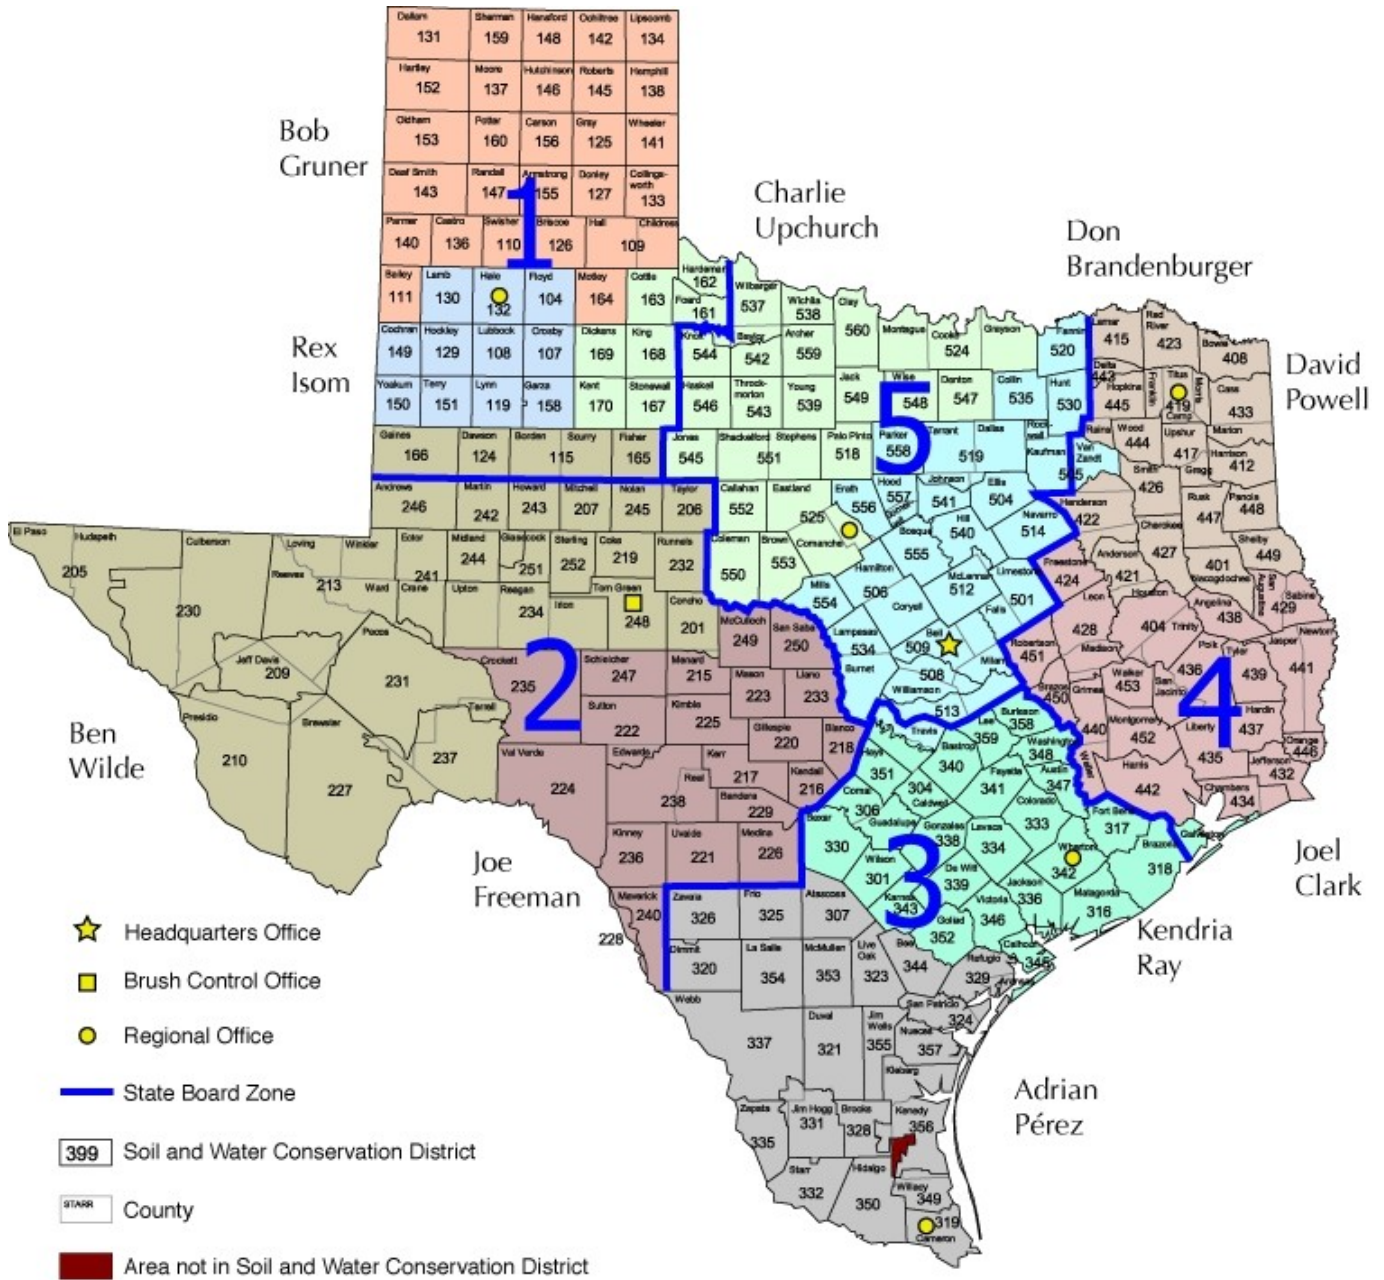 Dallam
Sherman
Hansford
Ochiltree
Lipscomb
131
159
148
142
134
Hartley
Moore
Hutchinson
Roberts
Hemphill
152
137
146
145
138
Oldham
Potter
Carson
Gray
Wheeler
153
160
156
125
141
Bob
Gruner
Deaf Smith
Randall
Armstrong
Donley
Collings-
worth
143
147
155
127
133
1
Parmer
Castro
Swisher
Briscoe
Hall
Childress
140
136
110
126
109
Charlie
Upchurch
Don
Brandenburger
Bailey
Lamb
Hale
Floyd
Motley
Cottle
Hardeman
111
130
132
104
164
163
162
Foard
161
Wilbarger
537
Wichita
538
Clay
560
Montague
Cooke
524
Grayson
Fannin
520
Lamar
415
Red
River
423
Bowie
408
Rex
Isom
David
Powell
Cochran
Hockley
Lubbock
Crosby
Dickens
King
Knox
Baylor
Archer
149
129
108
107
169
168
544
542
559
Yoakum
Terry
Lynn
Garza
Kent
Stonewall
Haskell
Throck-
morton
Young
Jack
Wise
Denton
Collin
Hunt
150
151
119
158
170
167
546
543
539
549
548
547
535
530
Delta
443
Hopkins
445
Franklin
Titus
419
Camp
Morris
Cass
433
5
Gaines
Dawson
Borden
Scurry
Fisher
Jones
Shackelford
Stephens
Palo Pinto
Parker
Tarrant
Dallas
Rock-
wall
Kaufman
Van
Zandt
166
124
115
165
545
551
518
558
519
505
Rains
Wood
444
Upshur
417
Marion
Harrison
412
Smith
426
Gregg
Andrews
Martin
Howard
Mitchell
Nolan
Taylor
Callahan
Eastland
Erath
Hood
Johnson
Ellis
Navarro
Henderson
246
242
243
207
245
206
552
525
556
557
541
504
514
422
Rusk
447
Panola
448
Cherokee
427
Shelby
449
El Paso
Hudspeth
Culberson
Loving
Winkler
Ector
Midland
Glasscock
Sterling
Coke
Runnels
Coleman
Brown
Comanche
Bosque
Hill
205
230
213
241
244
251
252
219
232
550
553
555
540
Reeves
Ward
Crane
Upton
Reagan
Irion
Tom Green
Concho
234
248
201
Mills
554
Hamilton
506
McLennan
512
Limestone
501
Freestone
424
Anderson
421
401
Nacogdoches
San
Augustine
Sabine
429
Coryell
Falls
Leon
428
Houston
404
Trinity
Angelina
438
Lampasas
534
Bell
509
508
Milam
Robertson
451
Madison
Polk
436
Tyler
439
Jasper
Newton
441
Pecos
231
Jeff Davis
209
2
Crockett
235
Schleicher
247
Menard
215
McCulloch
249
San Saba
250
Mason
223
Llano
233
Burnet
Williamson
513
Brazos
450
Grimes
440
Walker
453
San
Jacinto
4
Presidio
210
Brewster
227
Terrell
237
Sutton
222
Kimble
225
Gillespie
220
Blanco
218
Travis
Lee
359
Burleson
358
Washington
348
Montgomery
452
Liberty
435
Hardin
437
Orange
446
Ben
Wilde
Val Verde
224
Edwards
Real
238
Kerr
217
Bandera
229
Kendall
216
Hays
351
Bastrop
340
304
Caldwell
Fayette
341
Austin
347
Waller
Harris
442
Jefferson
432
Chambers
434
Comal
306
Guadalupe
Gonzales
338
Lavaca
334
Colorado
333
Fort Bend
317
Galveston
Kinney
236
Uvalde
221
Medina
226
Bexar
330
Wilson
301
3
De Witt
339
Wharton
342
Brazoria
318
Joe
Freeman
Joel
Clark
Maverick
240
228
Zavala
326
Frio
325
Atascosa
307
Karnes
343
Goliad
352
Victoria
346
Jackson
336
Matagorda
316
Calhoun
345
Kendria
Ray
Dimmit
320
La Salle
354
McMullen
353
Live
Oak
323
Bee
344
Refugio
329
Aransas
Webb
337
Duval
321
Jim
Wells
355
San Patricio
324
Nueces
357
Kleberg
Adrian
Pérez
Zapata
335
Jim Hogg
331
Brooks
328
Kenedy
356
Starr
332
Hidalgo
350
Willacy
349
319
Cameron
Headquarters Office
Brush Control Office
Regional Office
State Board Zone
399
Soil and Water Conservation District
STARR
County
Area not in Soil and Water Conservation District